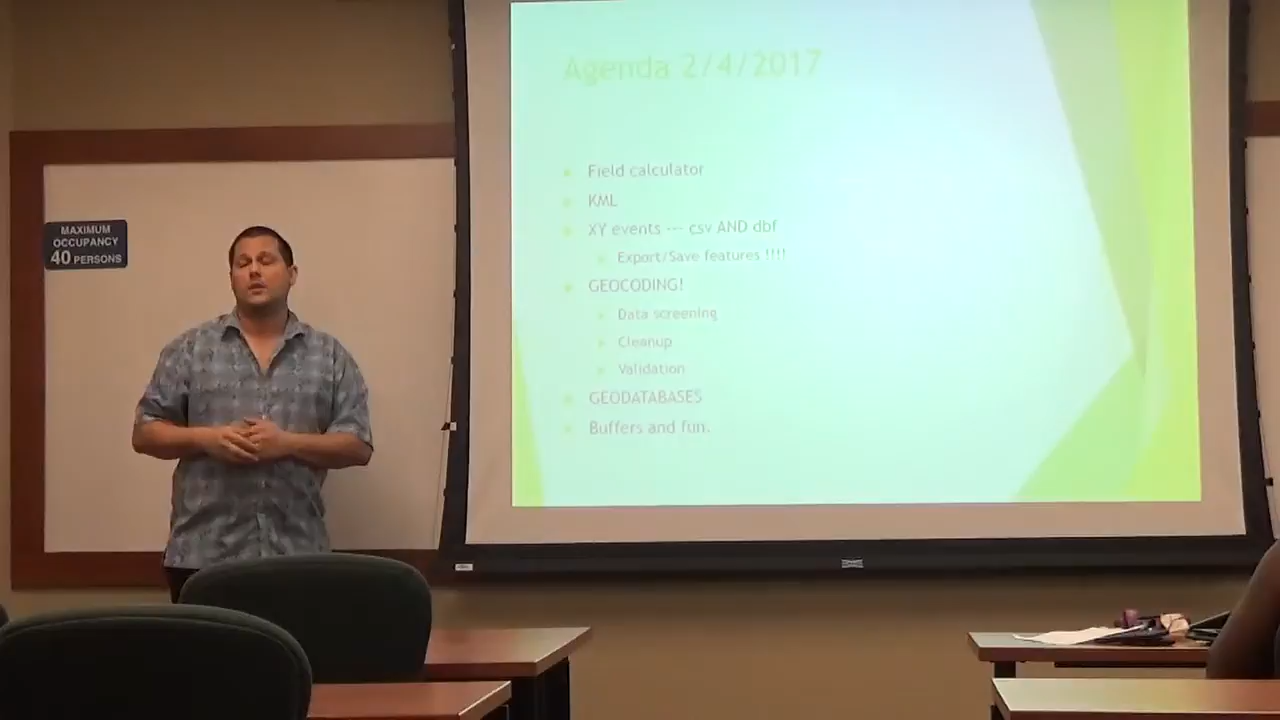 MAXIMUM
OCCUPANCY
40 PERSONS
Agenda 2/4/2017
Field calculator
KML
XY events --- csv AND dbf
Export/Save features !!!!
GEOCODING!
Data screening
Cleanup
Validation
GEODATABASES
Buffers and fun.